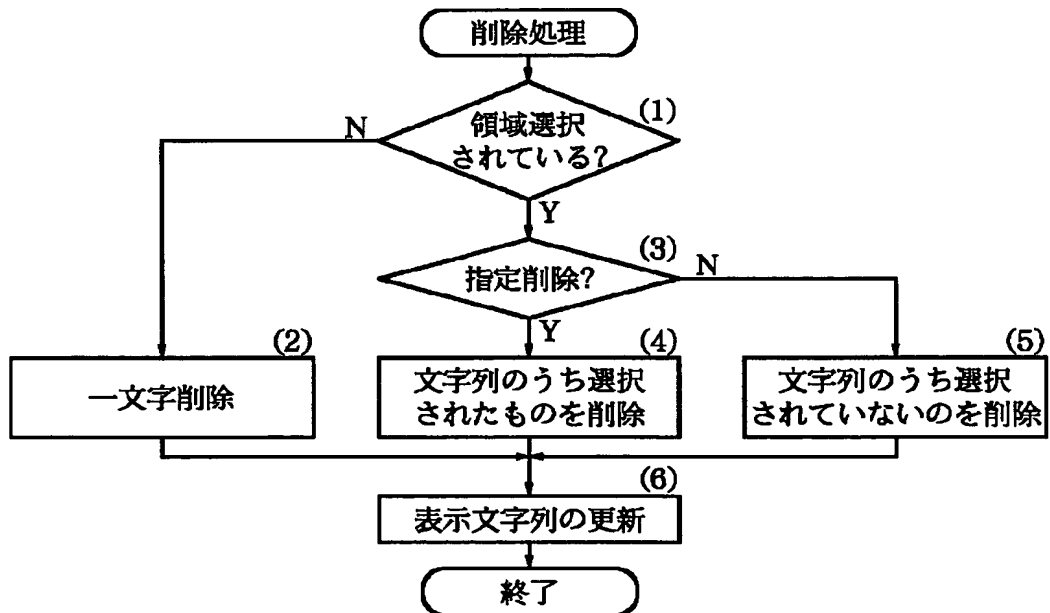 削除処理
(1)
領域選択
されている?
N
Y
(3)
指定削除?
N
Y
(2)
一文字削除
(4)
文字列のうち選択
されたものを削除
(5)
文字列のうち選択
されていないのを削除
(6)
表示文字列の更新
終了